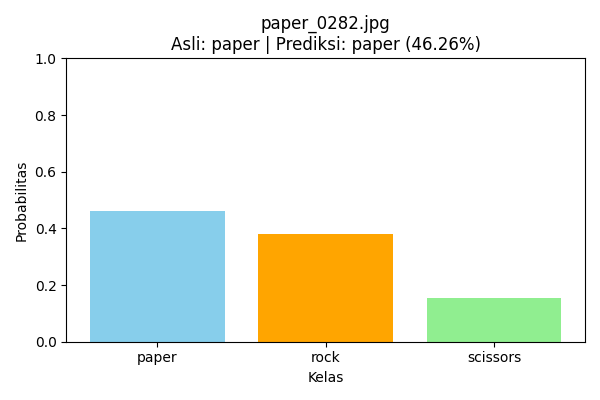 paper_0282.jpg
Asli: paper | Prediksi: paper (46.26%)
1.0
0.8
0.6
0.4
0.2
0.0
Probabilitas
paper
rock
scissors
Kelas